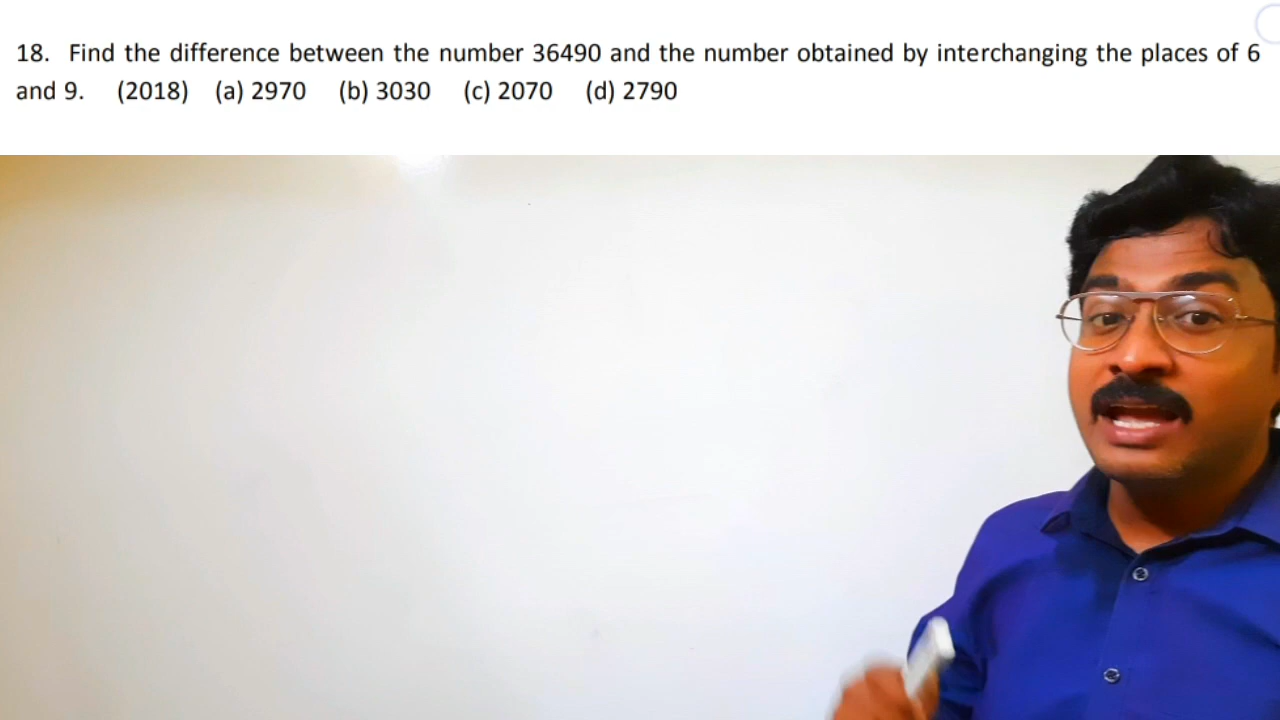 18. Find the difference between the number 36490 and the number obtained by interchanging the places of 6
and 9. (2018) (a) 2970 (b) 3030 (c) 2070 (d) 2790